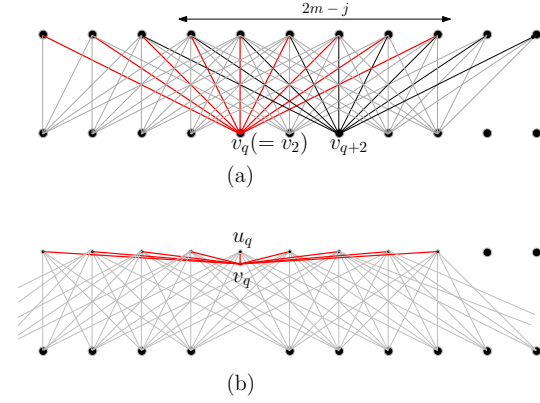 2m − j
v_q(= v_2)
v_{q+2}
(a)
u_q
v_q
(b)